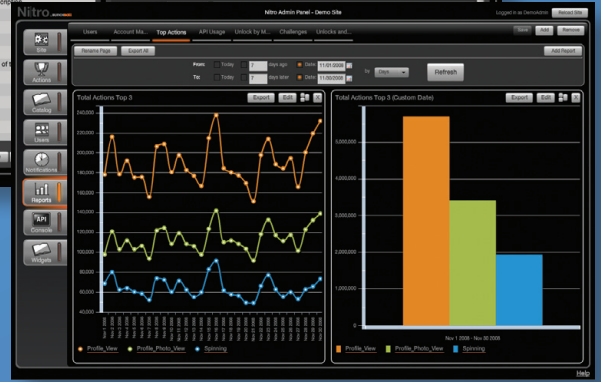 Nitro
Nitro Admin Panel - Demo Site
Logged in as DemoAdmin
Reload Site
Users
Account Ma...
Top Actions
API Usage
Unlock by M...
Challenges
Unlocks and...
Save
Add
Remove
Rename Page
Export All
Add Report
From:
Today
7
days ago
Date
11/01/2008
To:
Today
7
days later
Date
11/30/2008
by
Days
Refresh
Site
Actions
Catalog
Users
Notifications
Reports
API
Console
Widgets
Total Actions Top 3
Export
Edit
X
240,000
220,000
200,000
180,000
160,000
140,000
120,000
100,000
80,000
60,000
40,000
Profile_View
Profile_Photo_View
Spinning
Total Actions Top 3 (Custom Date)
Export
Edit
X
5,000,000
4,000,000
3,000,000
2,000,000
1,000,000
0
Nov 1 2008 - Nov 30 2008
Profile_View
Profile_Photo_View
Spinning
Help